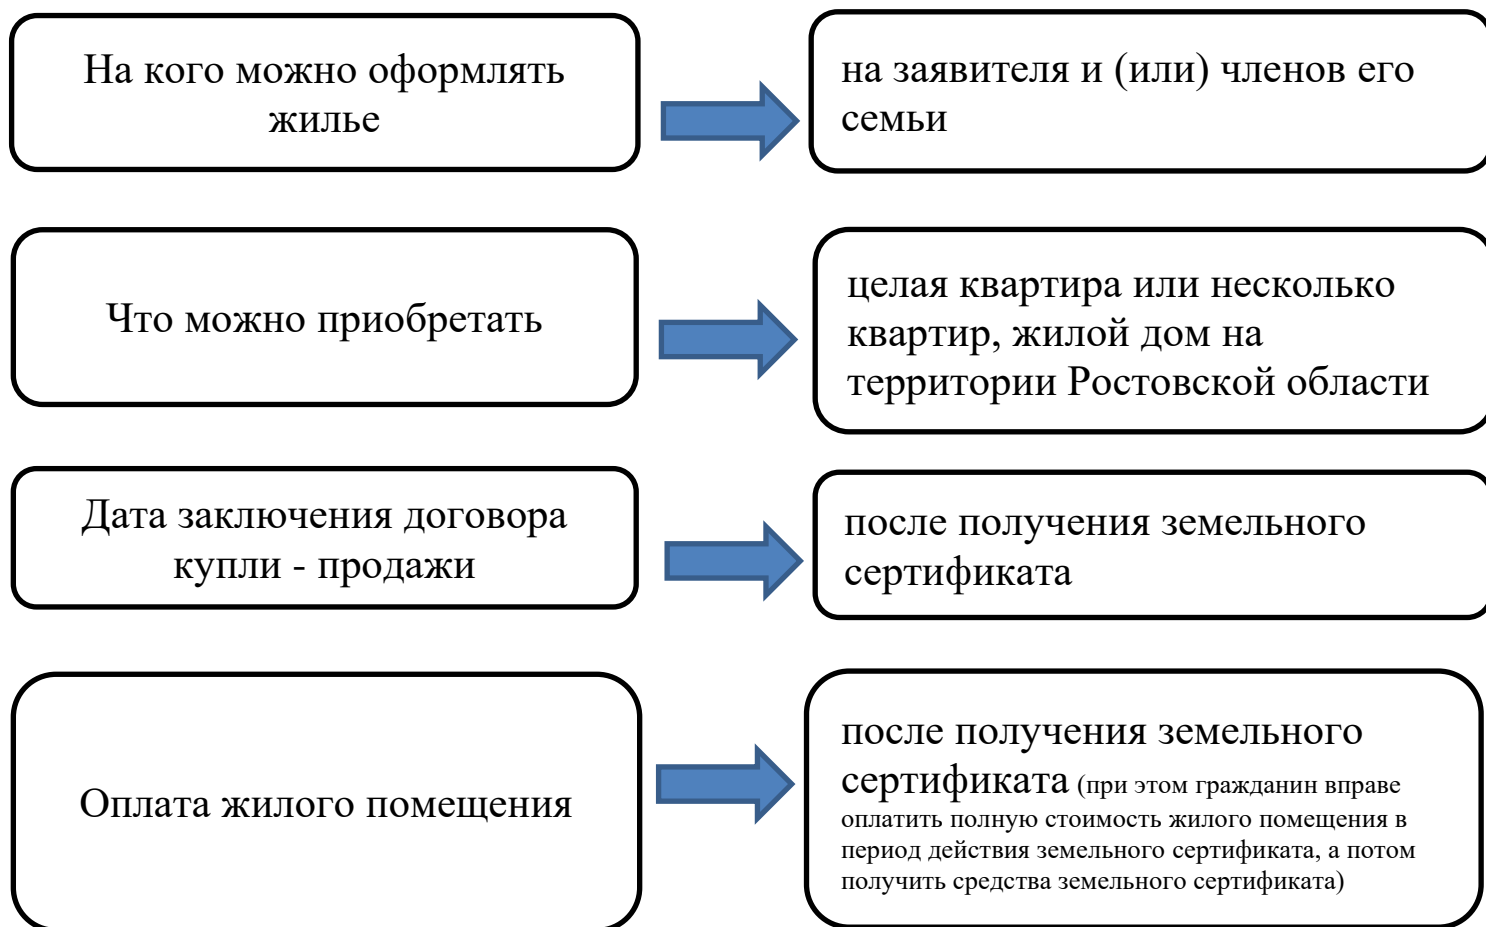 На кого можно оформлять
жилье
на заявителя и (или) членов его
семьи
Что можно приобретать
целая квартира или несколько
квартир, жилой дом на
территории Ростовской области
Дата заключения договора
купли - продажи
после получения земельного
сертификата
Оплата жилого помещения
после получения земельного
сертификата (при этом гражданин вправе
оплатить полную стоимость жилого помещения в
период действия земельного сертификата, а потом
получить средства земельного сертификата)